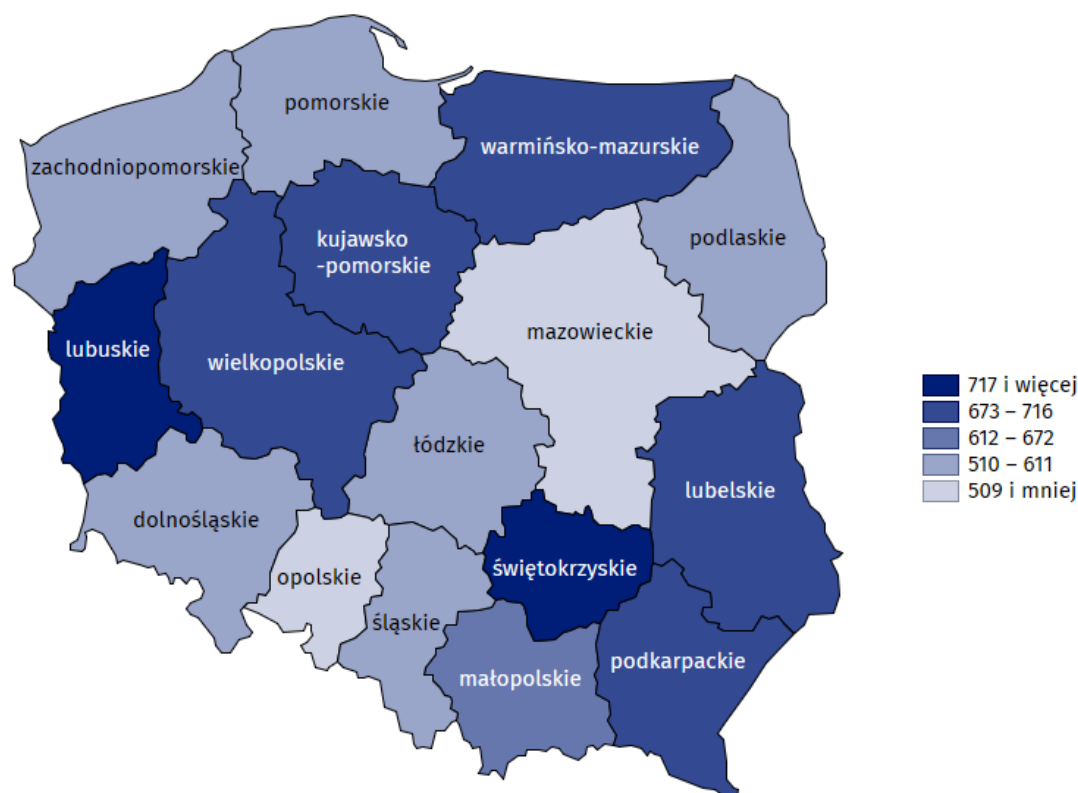 pomorskie
warmińsko-mazurskie
zachodniopomorskie
kujawsko
-pomorskie
podlaskie
mazowieckie
lubuskie
wielkopolskie
łódzkie
lubelskie
dolnośląskie
opolskie
świętokrzyskie
śląskie
małopolskie
podkarpackie
717 i więcej
673 – 716
612 – 672
510 – 611
509 i mniej